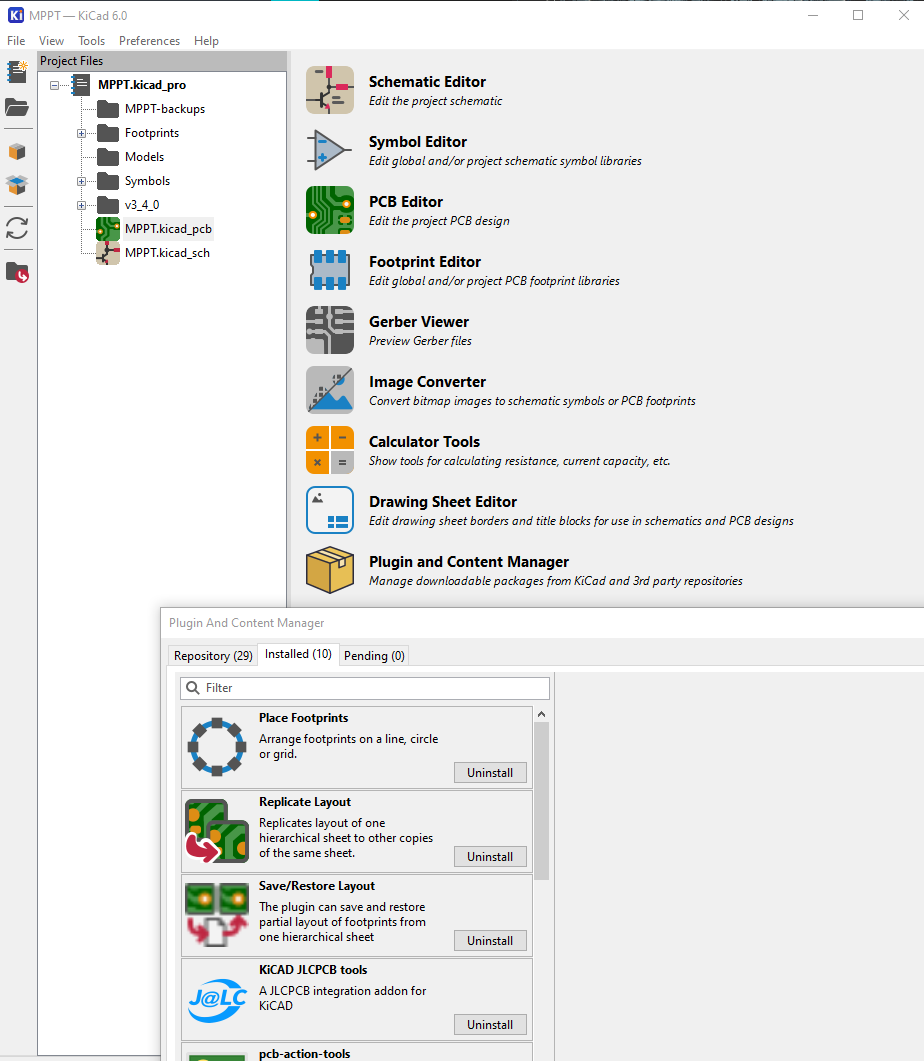 Ki MPPT — KiCad 6.0
File View Tools Preferences Help
Project Files
MPPT.kicad_pro
MPPT-backups
Footprints
Models
Symbols
v3_4_0
MPPT.kicad_pcb
MPPT.kicad_sch
Schematic Editor
Edit the project schematic
Symbol Editor
Edit global and/or project schematic symbol libraries
PCB Editor
Edit the project PCB design
Footprint Editor
Edit global and/or project PCB footprint libraries
Gerber Viewer
Preview Gerber files
Image Converter
Convert bitmap images to schematic symbols or PCB footprints
Calculator Tools
Show tools for calculating resistance, current capacity, etc.
Drawing Sheet Editor
Edit drawing sheet borders and title blocks for use in schematics and PCB designs
Plugin and Content Manager
Manage downloadable packages from KiCad and 3rd party repositories
Plugin And Content Manager
Repository (29) Installed (10) Pending (0)
Filter
Place Footprints
Arrange footprints on a line, circle
or grid.
Uninstall
Replicate Layout
Replicates layout of one
hierarchical sheet to other copies
of the same sheet.
Uninstall
Save/Restore Layout
The plugin can save and restore
partial layout of footprints from
one hierarchical sheet
Uninstall
J@LC
KiCAD JLCPCB tools
A JLCPCB integration addon for
KiCAD
Uninstall
pcb-action-tools